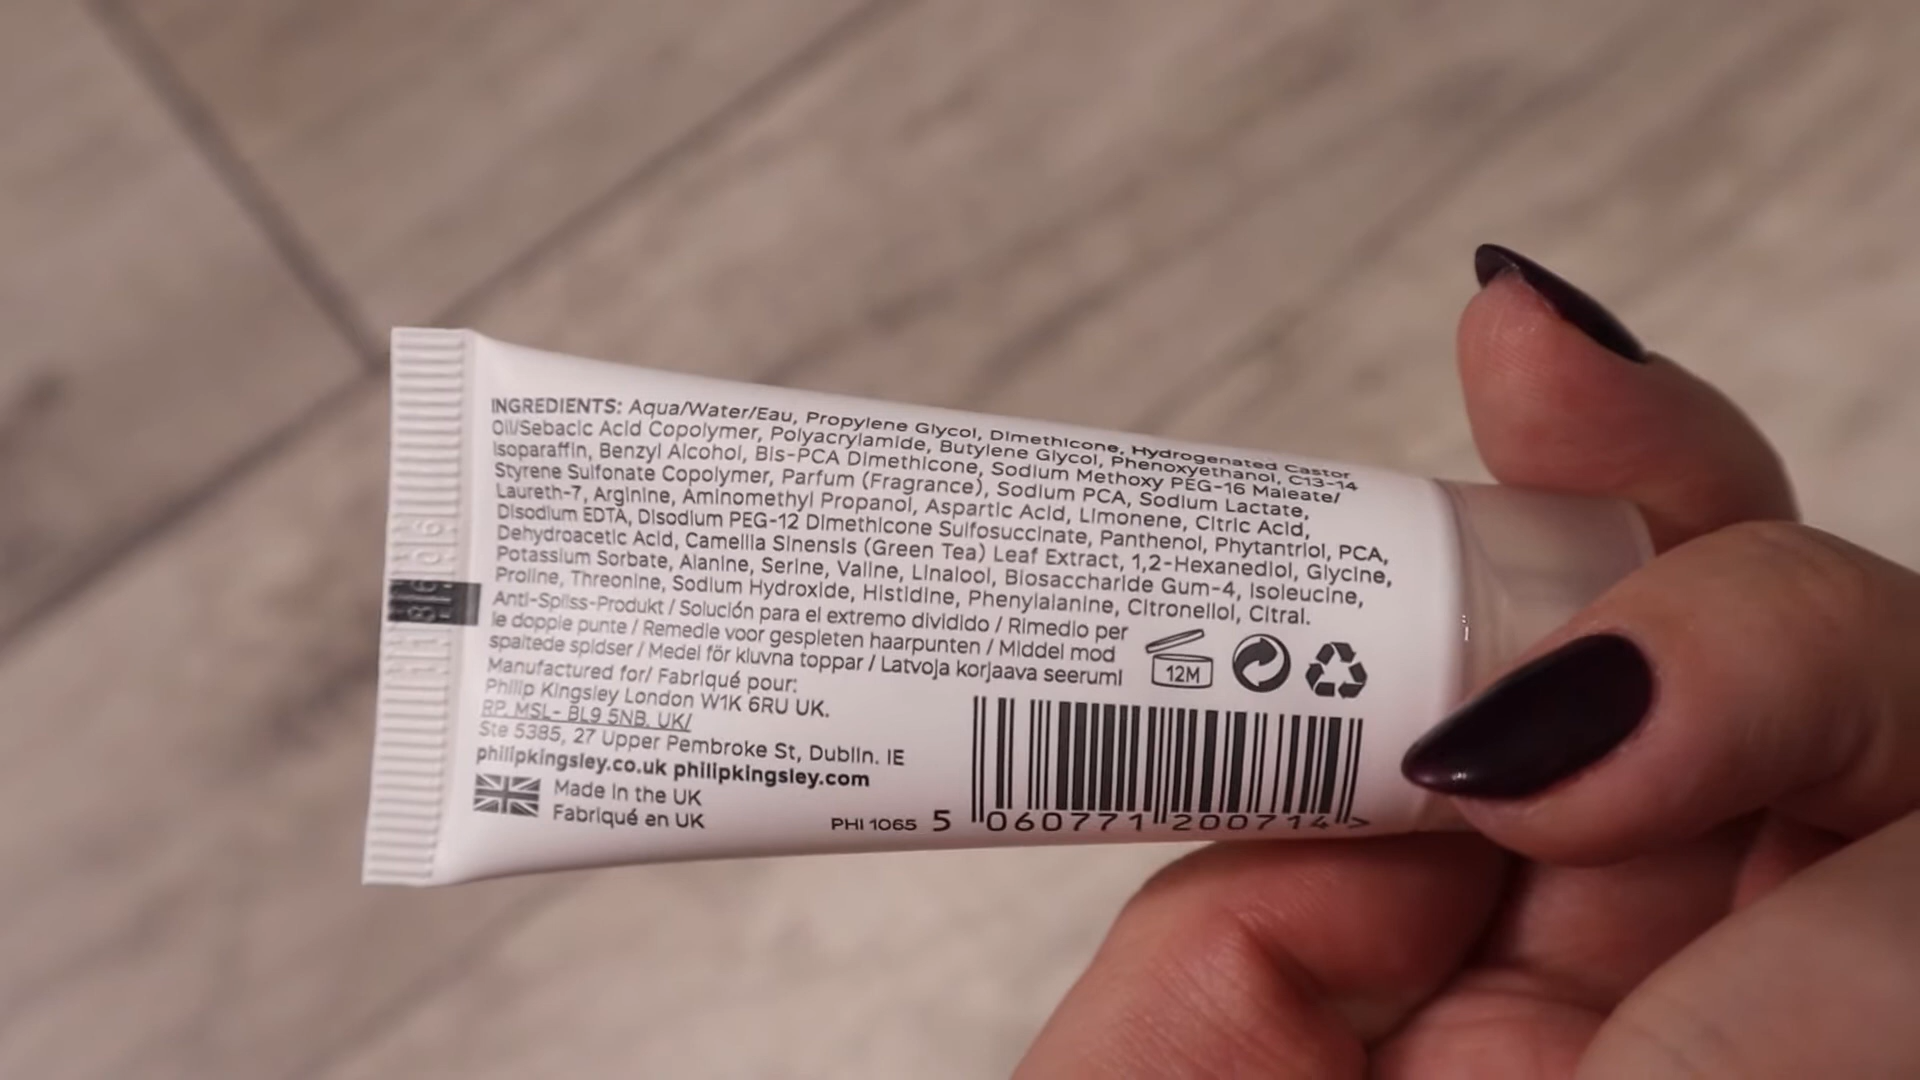 INGREDIENTS: Aqua/Water/Eau, Propylene Glycol, Dimethicone, Hydrogenated Castor
Oil/Sebacic Acid Copolymer, Polyacrylamide, Butylene Glycol, Phenoxyethanol, C13-14
Isoparaffin, Benzyl Alcohol, Bis-PCA Dimethicone, Sodium Methoxy PEG-16 Maleate/
Styrene Sulfonate Copolymer, Parfum (Fragrance), Sodium PCA, Sodium Lactate,
Laureth-7, Arginine, Aminomethyl Propanol, Aspartic Acid, Limonene, Citric Acid,
Disodium EDTA, Disodium PEG-12 Dimethicone Sulfosuccinate, Panthenol, Phytantriol, PCA,
Dehydroacetic Acid, Camellia Sinensis (Green Tea) Leaf Extract, 1,2-Hexanediol, Glycine,
Potassium Sorbate, Alanine, Serine, Valine, Linalool, Biosaccharide Gum-4, Isoleucine,
Proline, Threonine, Sodium Hydroxide, Histidine, Phenylalanine, Citronellol, Citral.
Anti-Spliss-Produkt / Solución para el extremo dividido / Rimedio per
le doppie punte / Remedie voor gespleten haarpunten / Middel mod
spaltede spidser / Medel för kluvna toppar / Latvoja korjaava seerumi
12M
Manufactured for/ Fabriqué pour:
Philip Kingsley London W1K 6RU UK.
RP. MSL- BL9 5NB. UK/
Ste 5385, 27 Upper Pembroke St, Dublin. IE
philipkingsley.co.uk philipkingsley.com
Made in the UK
Fabriqué en UK
PHI 1065
5 060771 200714 >